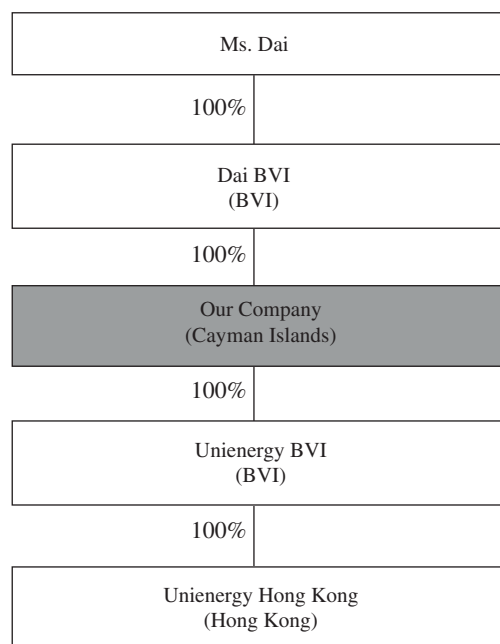 Ms. Dai
100%
Dai BVI
(BVI)
100%
Our Company
(Cayman Islands)
100%
Unienergy BVI
(BVI)
100%
Unienergy Hong Kong
(Hong Kong)